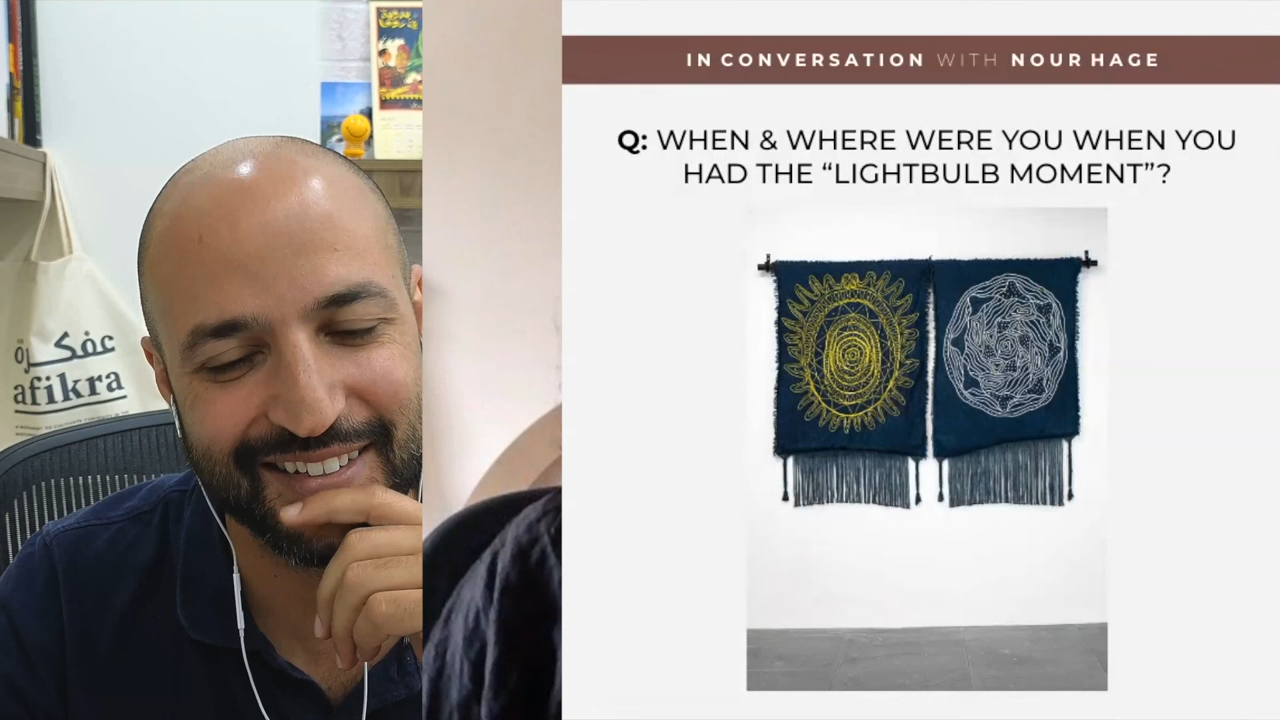 IN CONVERSATION WITH NOUR HAGE
Q: WHEN & WHERE WERE YOU WHEN YOU
HAD THE “LIGHTBULB MOMENT”?
عفكرة
afikra